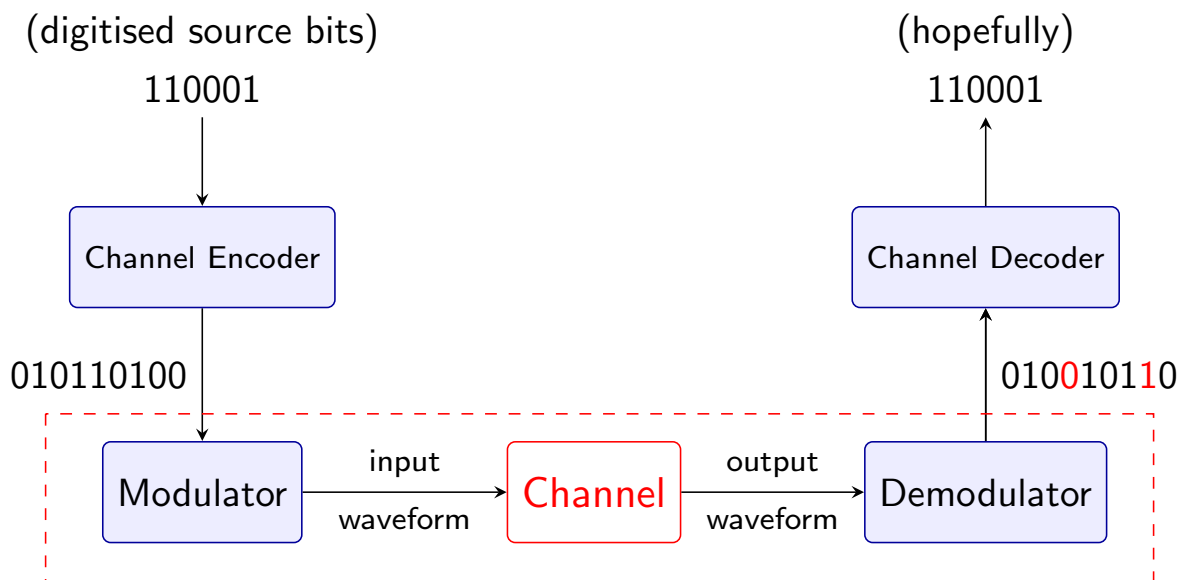 (digitised source bits)
(hopefully)
110001
110001
Channel Encoder
Channel Decoder
010110100
010010110
Modulator
input
waveform
Channel
output
waveform
Demodulator